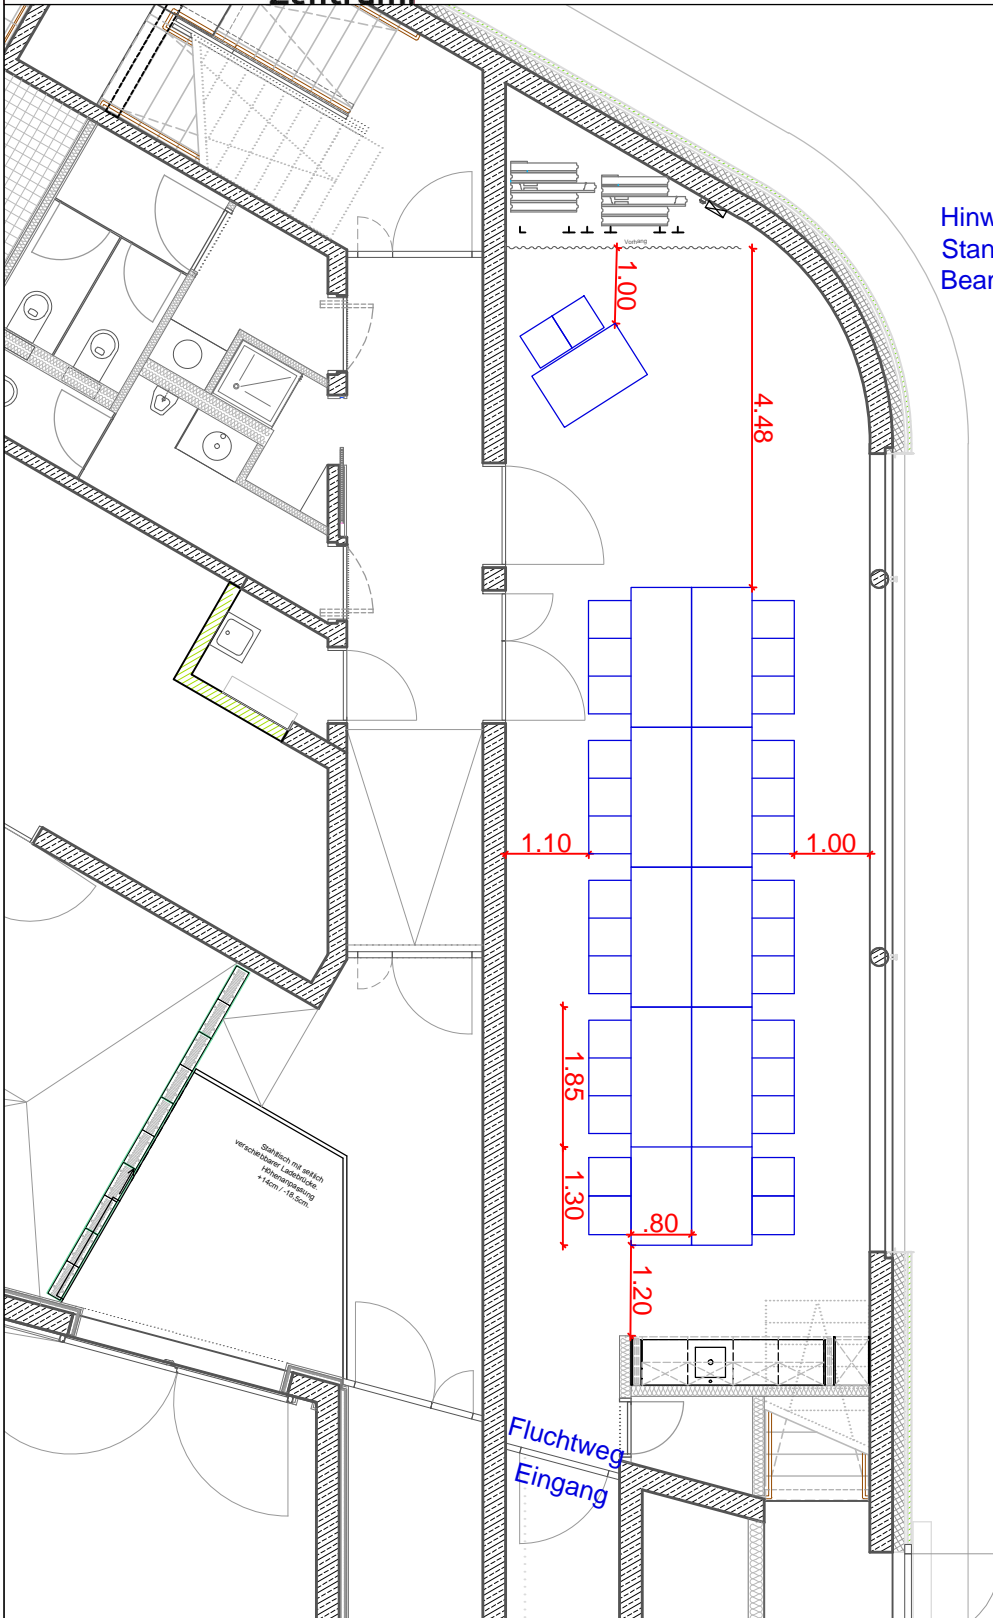 Hinw
Stan
Bear
Vorhang
1.00
4.48
1.10
1.00
1.85
1.30
.80
1.20
Stahltisch mit seitlich
verschiebbarer Ladebrücke.
Höhenanpassung
+14cm / -18.5cm.
Fluchtweg
Eingang